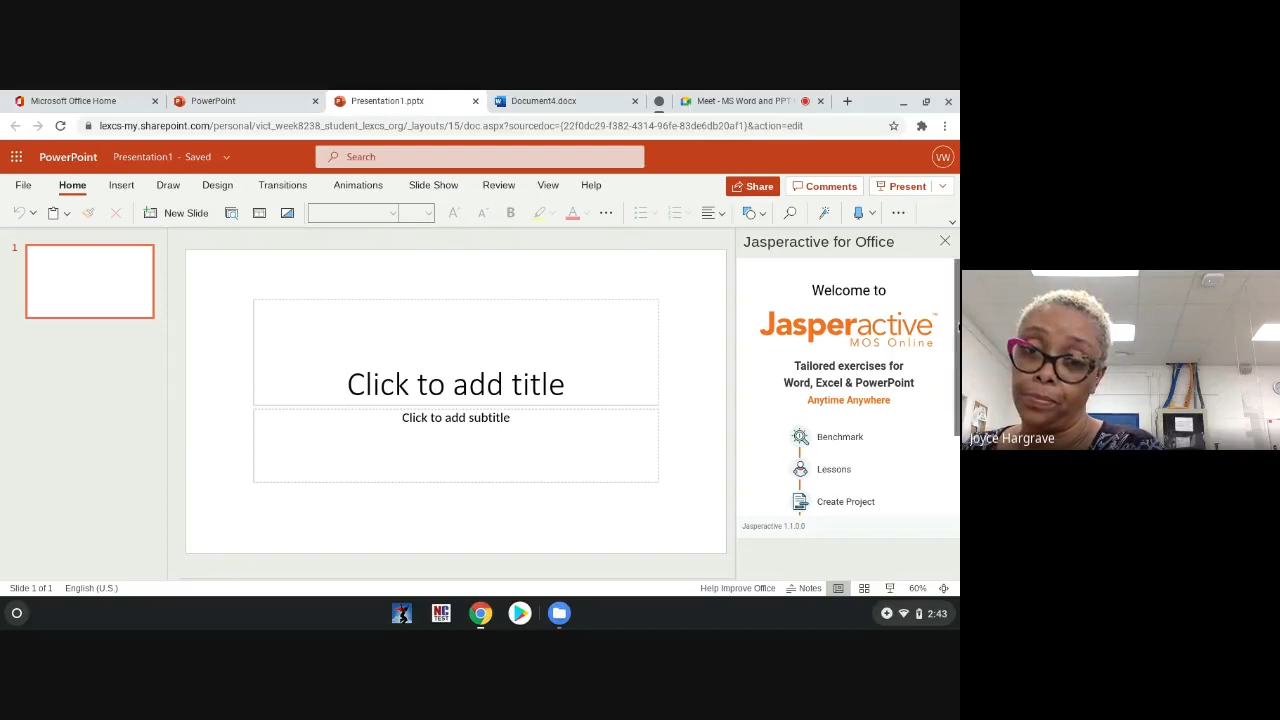 Microsoft Office Home
PowerPoint
Presentation1.pptx
Document4.docx
Meet - MS Word and PPT
lexcs-my.sharepoint.com/personal/vict_week8238_student_lexcs_org/_layouts/15/doc.aspx?sourcedoc={22f0dc29-f382-4314-96fe-83de6db20af1}&action=edit
PowerPoint
Presentation1 - Saved
Search
VW
File
Home
Insert
Draw
Design
Transitions
Animations
Slide Show
Review
View
Help
Share
Comments
Present
New Slide
B
A
1
Click to add title
Click to add subtitle
Jasperactive for Office
Welcome to
Jasperactive™
MOS Online
Tailored exercises for
Word, Excel & PowerPoint
Anytime Anywhere
Benchmark
Lessons
Create Project
Jasperactive 1.1.0.0
Joyce Hargrave
Slide 1 of 1
English (U.S.)
Help Improve Office
Notes
60%
NC
TEST
2:43